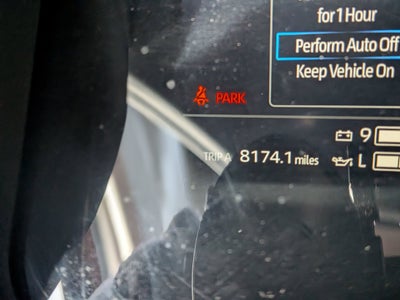 for 1 Hour
Perform Auto Off
Keep Vehicle On
PARK
9
TRIP A 8174.1 miles
L